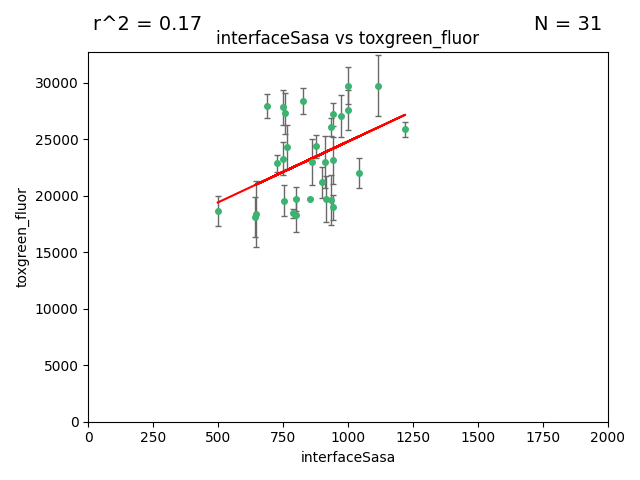 r^2 = 0.17
N = 31
interfaceSasa vs toxgreen_fluor
30000
25000
20000
15000
10000
5000
0
toxgreen_fluor
0 250 500 750 1000 1250 1500 1750 2000
interfaceSasa